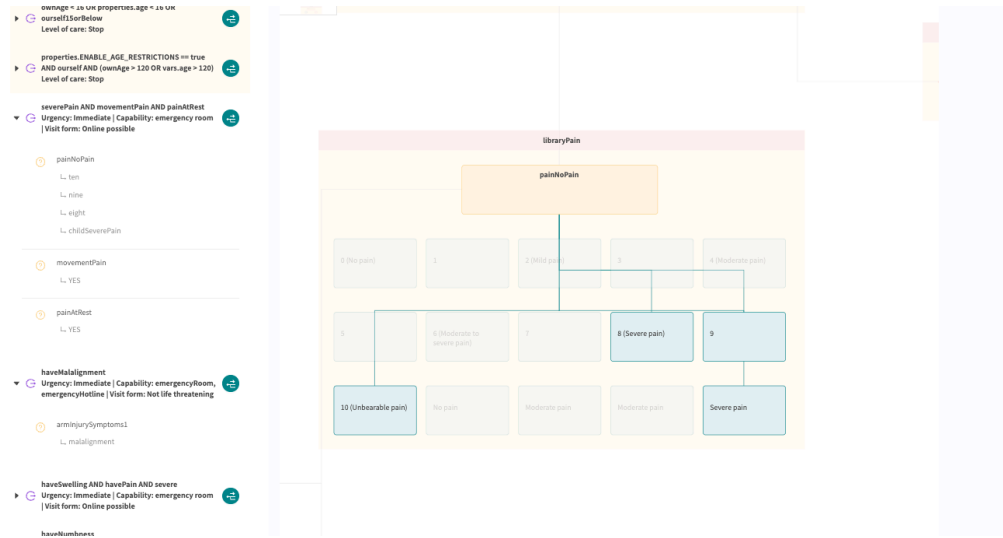 ownAge < 16 OR properties.age < 16 OR
ourself15orBelow
Level of care: Stop
properties.ENABLE_AGE_RESTRICTIONS == true
AND ourself AND (ownAge > 120 OR vars.age > 120)
Level of care: Stop
severePain AND movementPain AND painAtRest
Urgency: Immediate | Capability: emergency room
| Visit form: Online possible
painNoPain
ten
nine
eight
childSeverePain
movementPain
YES
painAtRest
YES
haveMalalignment
Urgency: Immediate | Capability: emergencyRoom,
emergencyHotline | Visit form: Not life threatening
armInjurySymptoms1
malalignment
haveSwelling AND havePain AND severe
Urgency: Immediate | Capability: emergency room
| Visit form: Online possible
haveNumbness
libraryPain
painNoPain
0 (No pain)
1
2 (Mild pain)
3
4 (Moderate pain)
5
6 (Moderate to
severe pain)
7
8 (Severe pain)
9
10 (Unbearable pain)
No pain
Moderate pain
Moderate pain
Severe pain